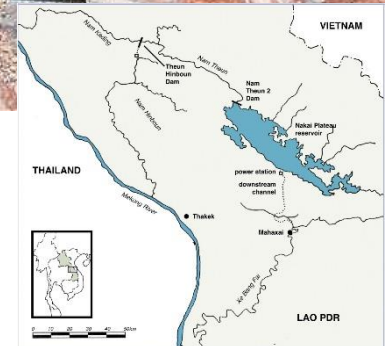 VIETNAM
Nam Kading
Nam Theun
Theun
Hinboun
Dam
Nam
Theun 2
Dam
Nam Hinboun
Nakai Plateau
reservoir
THAILAND
power station
downstream
channel
Mekong River
Thakek
Mahaxai
Xe Bang Fai
LAO PDR
0 10 20 30 40 50km